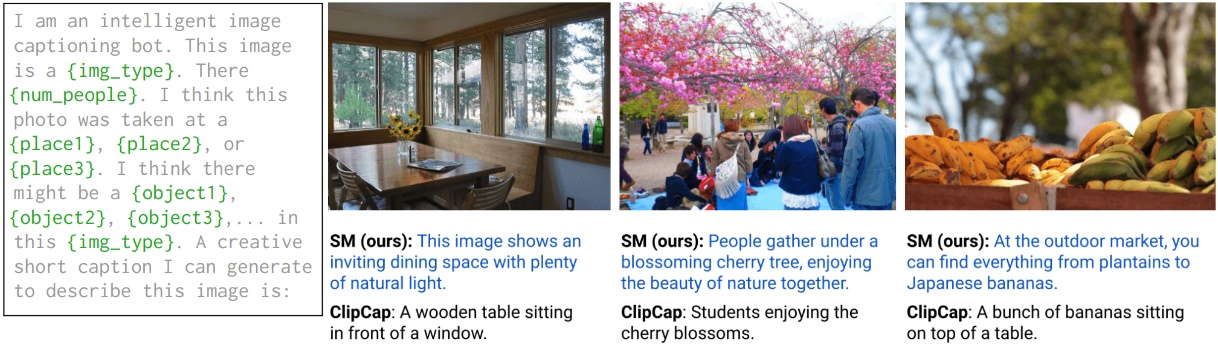 I am an intelligent image
captioning bot. This image
is a {img_type}. There
{num_people}. I think this
photo was taken at a
{place1}, {place2}, or
{place3}. I think there
might be a {object1},
{object2}, {object3},... in
this {img_type}. A creative
short caption I can generate
to describe this image is:
SM (ours): This image shows an
inviting dining space with plenty
of natural light.
ClipCap: A wooden table sitting
in front of a window.
SM (ours): People gather under a
blossoming cherry tree, enjoying
the beauty of nature together.
ClipCap: Students enjoying the
cherry blossoms.
SM (ours): At the outdoor market, you
can find everything from plantains to
Japanese bananas.
ClipCap: A bunch of bananas sitting
on top of a table.